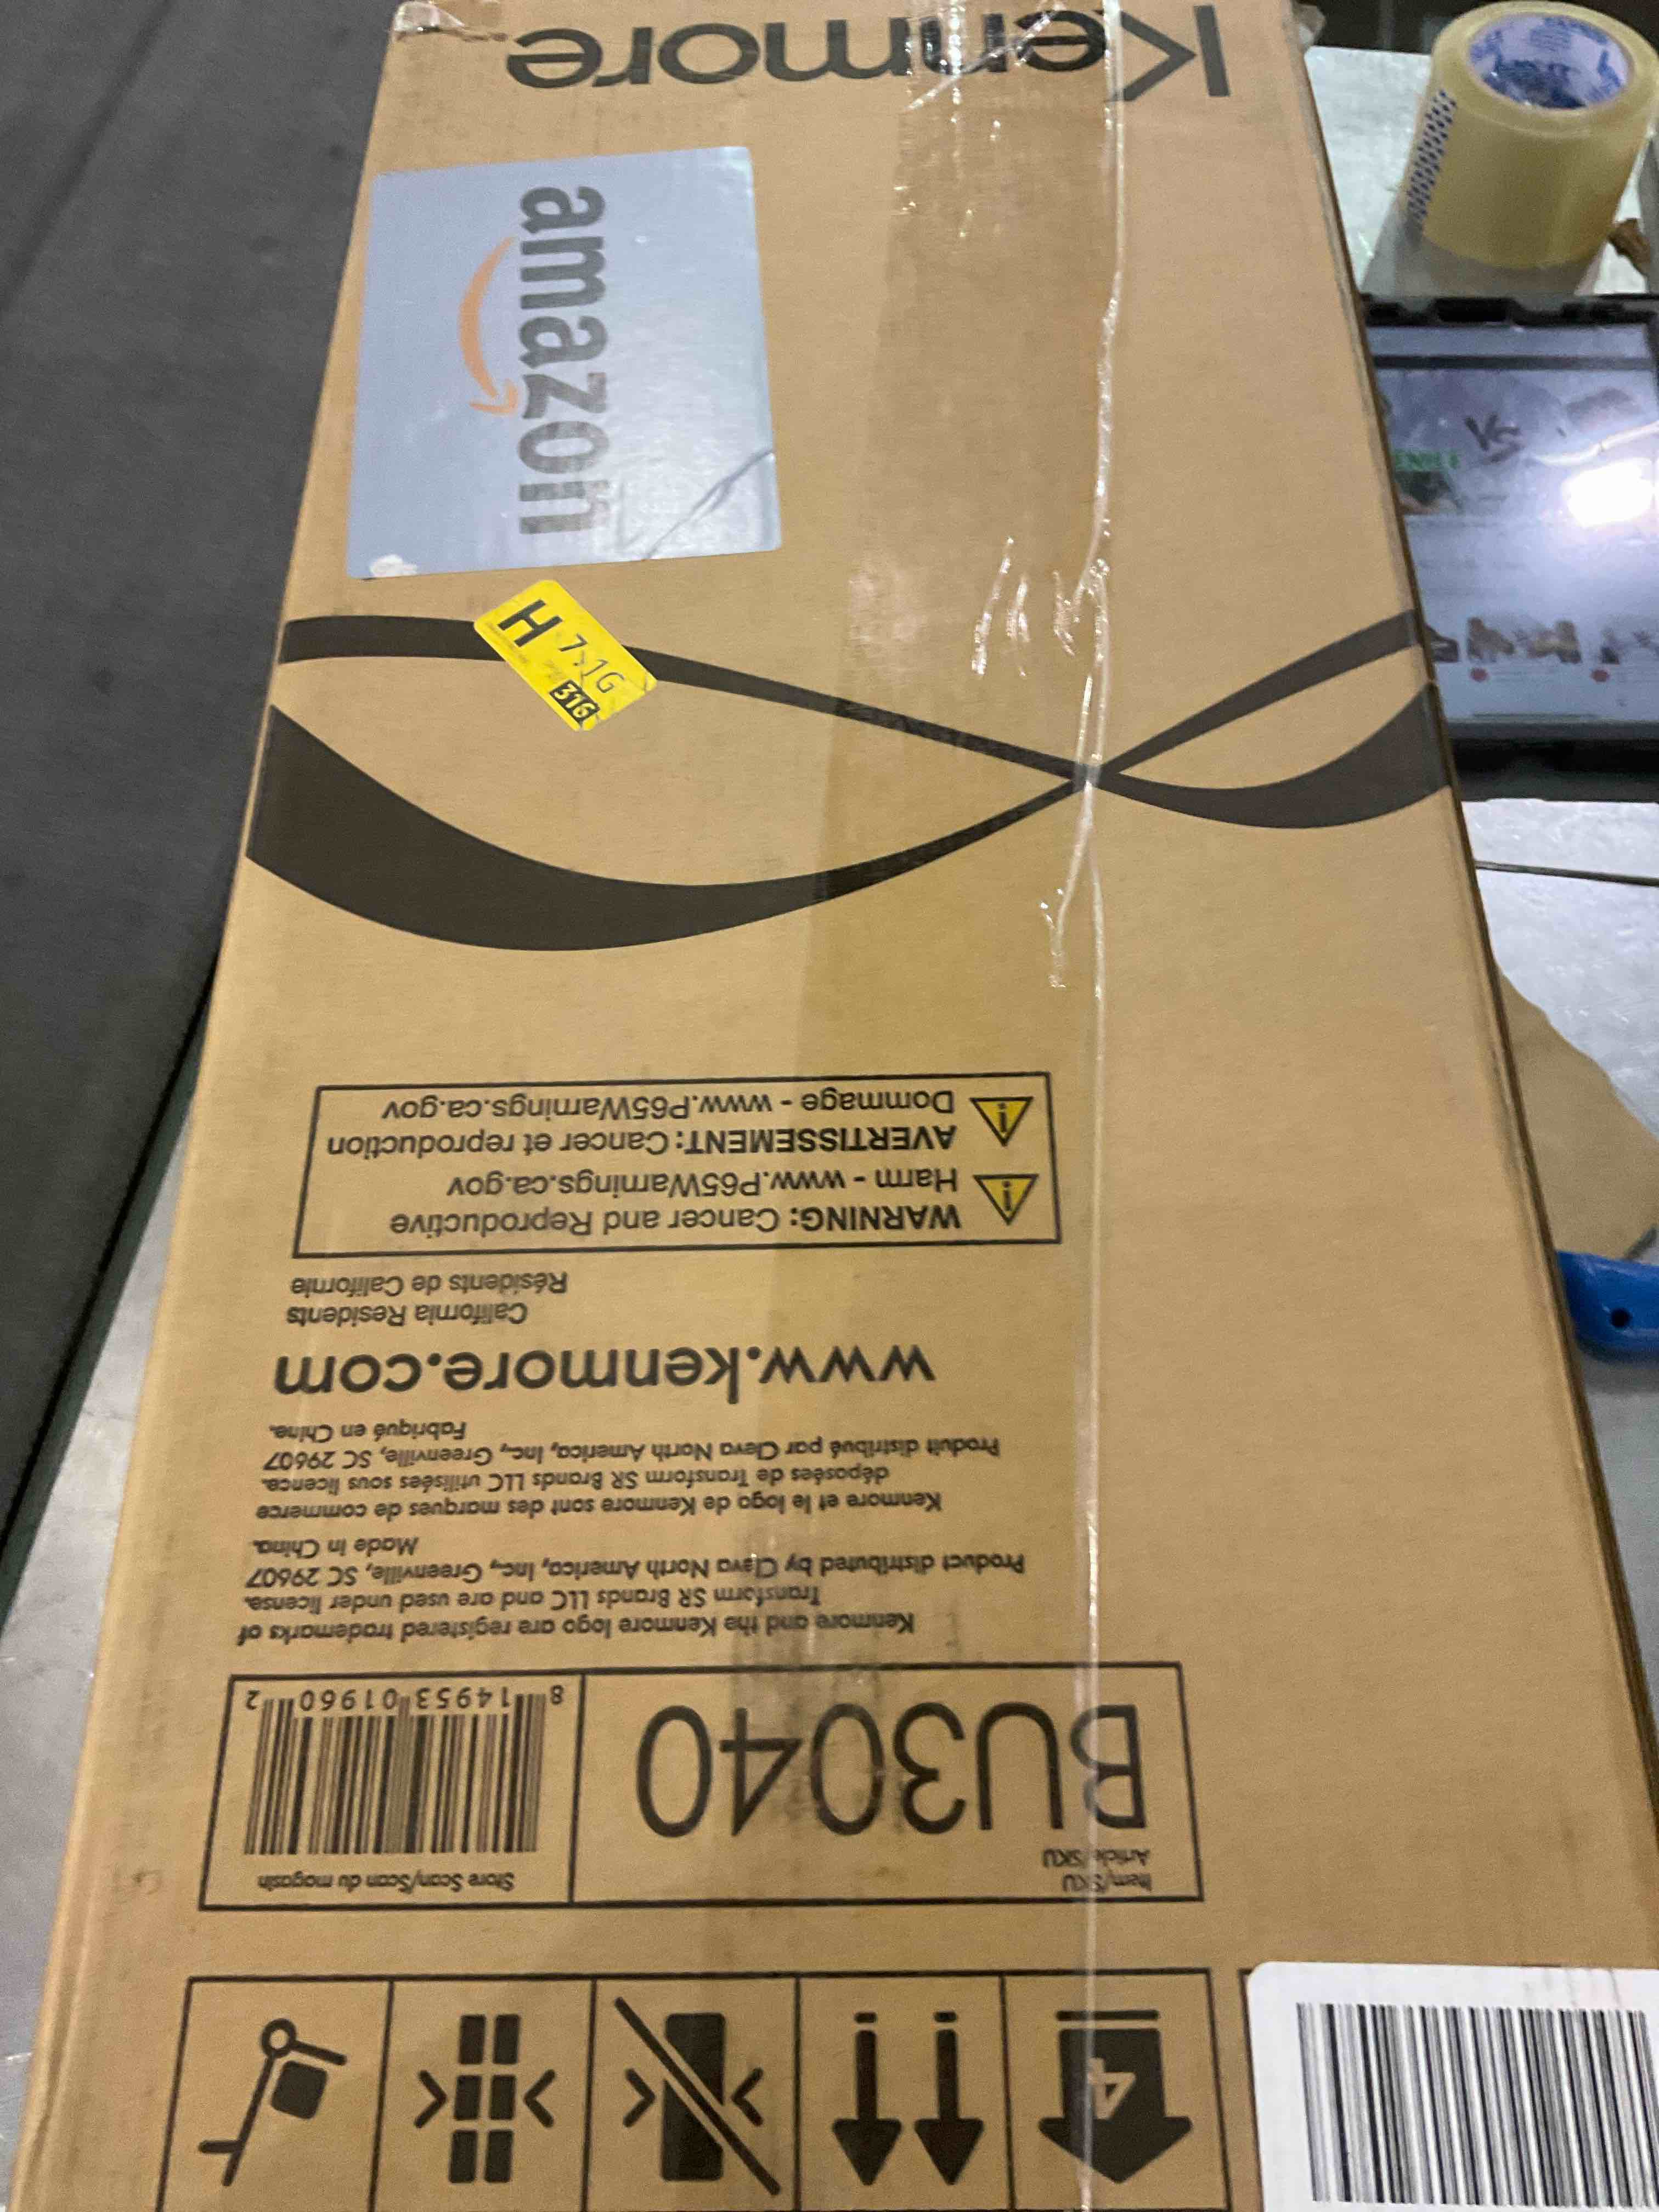 Item/SKU
Article/SKU
BU3040
Store Scan/Scan du magasin
8 14953 01960 2
Kenmore and the Kenmore logo are registered trademarks of
Transform SR Brands LLC and are used under license.
Product distributed by Cleva North America, Inc., Greenville, SC 29607
Made in China.
Kenmore et le logo de Kenmore sont des marques de commerce
déposées de Transform SR Brands LLC utilisées sous licence.
Produit distribué par Cleva North America, Inc., Greenville, SC 29607
Fabriqué en Chine.
www.kenmore.com
California Residents
Résidents de Californie
WARNING: Cancer and Reproductive
Harm - www.P65Warnings.ca.gov
AVERTISSEMENT: Cancer et reproduction
Dommage - www.P65Warnings.ca.gov
H
316
amazon
Kenmore
4
VS